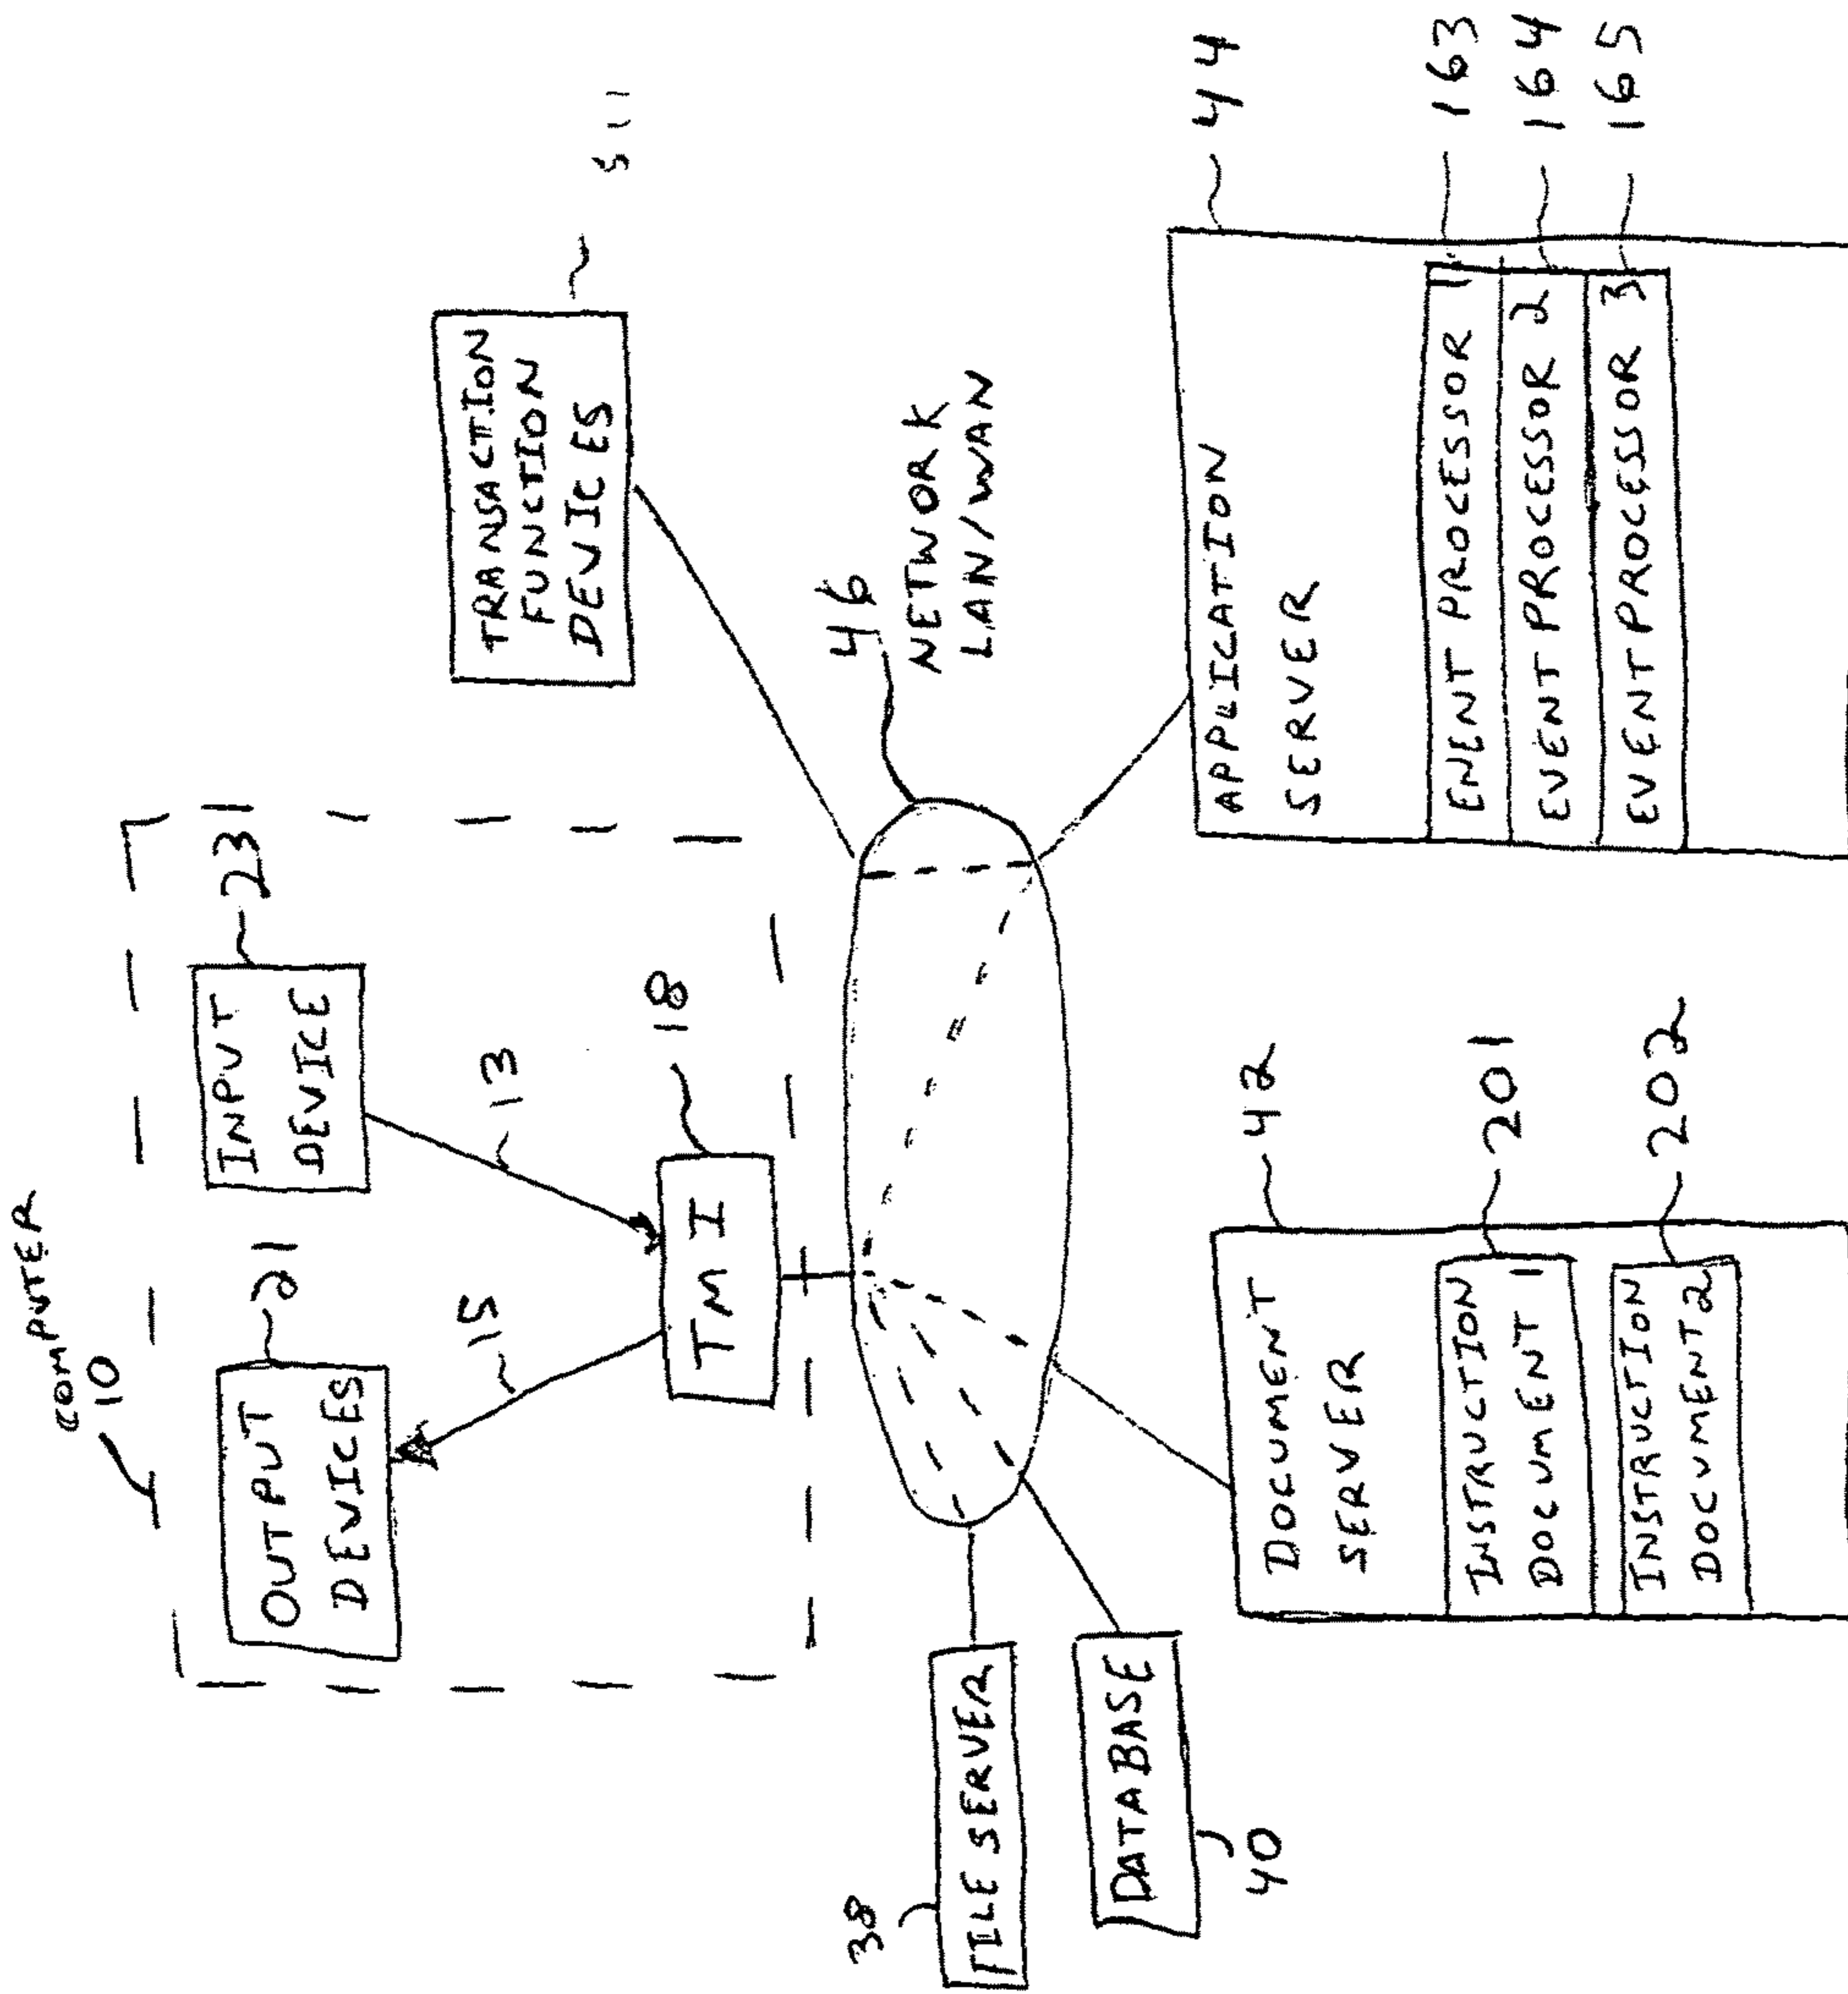 COMPUTER
10
OUTPUT
DEVICES
21
INPUT
DEVICE
231
15
13
TMI
18
TRANSACTION
FUNCTION
DEVICES
46
NETWORK
LAN/WAN
38
FILE SERVER
DATABASE
40
DOCUMENT
SERVER
42
INSTRUCTION
DOCUMENT 1
201
INSTRUCTION
DOCUMENT 2
202
APPLICATION
SERVER
44
ENENT PROCESSOR 1
163
EVENT PROCESSOR 2
164
EVENT PROCESSOR 3
165